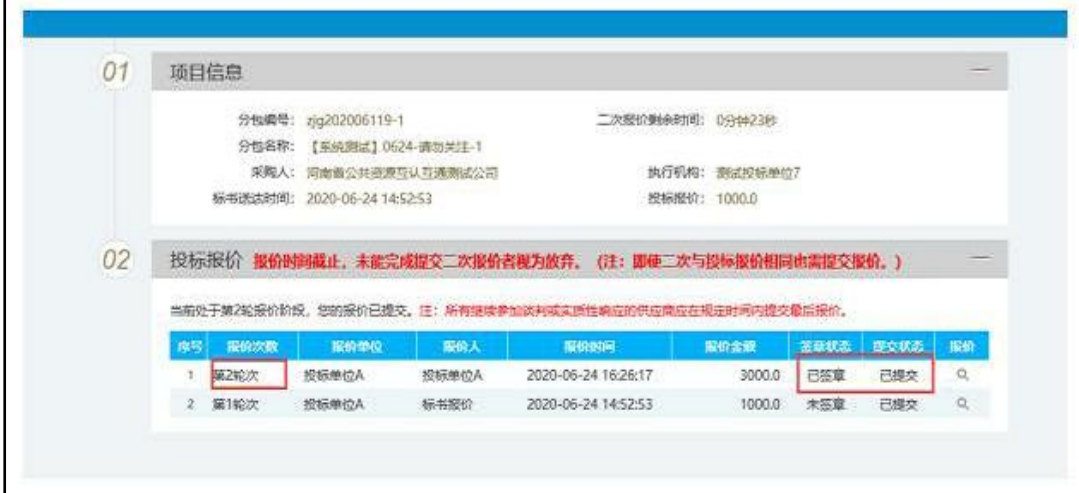 01 项目信息
分包编号： zjg202006119-1 二次报价剩余时间： 0分钟23秒
分包名称： 【系统测试】0624-请勿关注-1
采购人： 河南省公共资源互认互通测试公司 执行机构： 测试投标单位7
标书送达时间： 2020-06-24 14:52:53 投标报价： 1000.0
02 投标报价 报价时间截止，未能完成提交二次报价者视为放弃。（注：即使二次与投标报价相同也需提交报价。）
当前处于第2轮报价阶段，您的报价已提交。注：所有继续参加谈判或实质性响应的供应商应在规定时间内提交最后报价。
序号 报价次数 报价单位 报价人 报价时间 报价金额 签章状态 提交状态 报价
1 第2轮次 投标单位A 投标单位A 2020-06-24 16:26:17 3000.0 已签章 已提交
2 第1轮次 投标单位A 标书报价 2020-06-24 14:52:53 1000.0 未签章 已提交